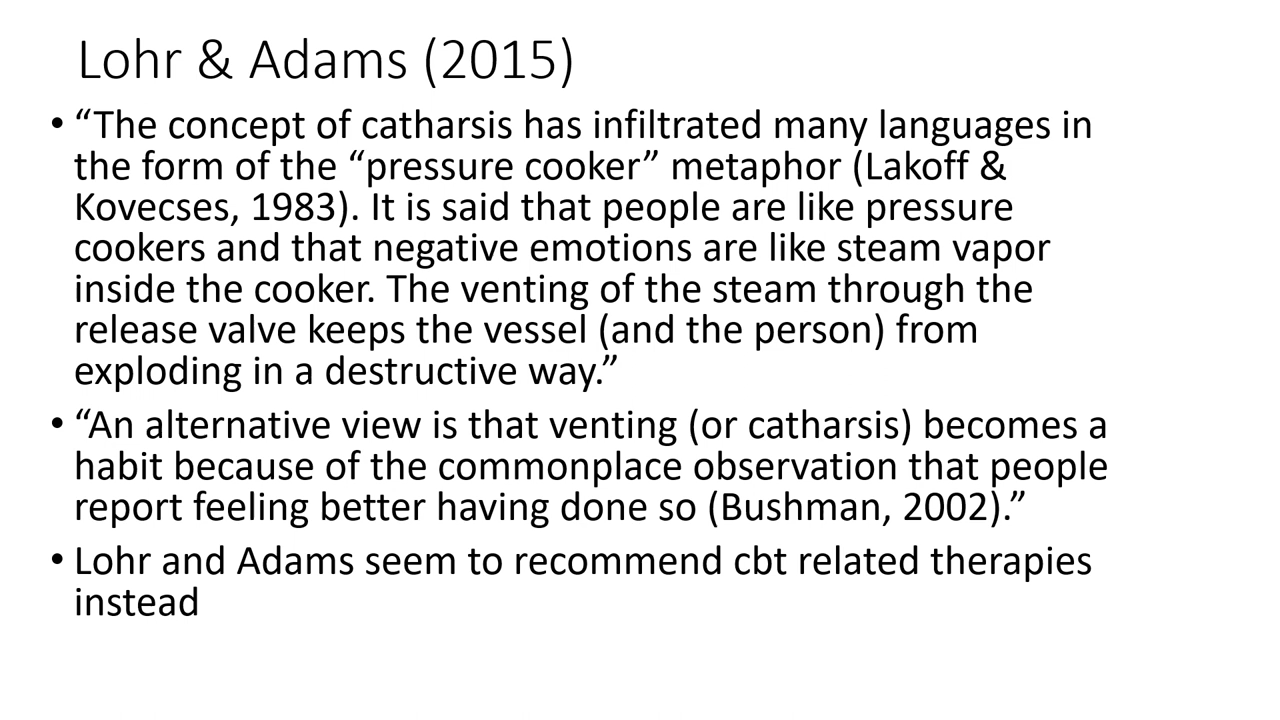 Lohr & Adams (2015)
• “The concept of catharsis has infiltrated many languages in
the form of the “pressure cooker” metaphor (Lakoff &
Kovecses, 1983). It is said that people are like pressure
cookers and that negative emotions are like steam vapor
inside the cooker. The venting of the steam through the
release valve keeps the vessel (and the person) from
exploding in a destructive way.”
• “An alternative view is that venting (or catharsis) becomes a
habit because of the commonplace observation that people
report feeling better having done so (Bushman, 2002).”
• Lohr and Adams seem to recommend cbt related therapies
instead